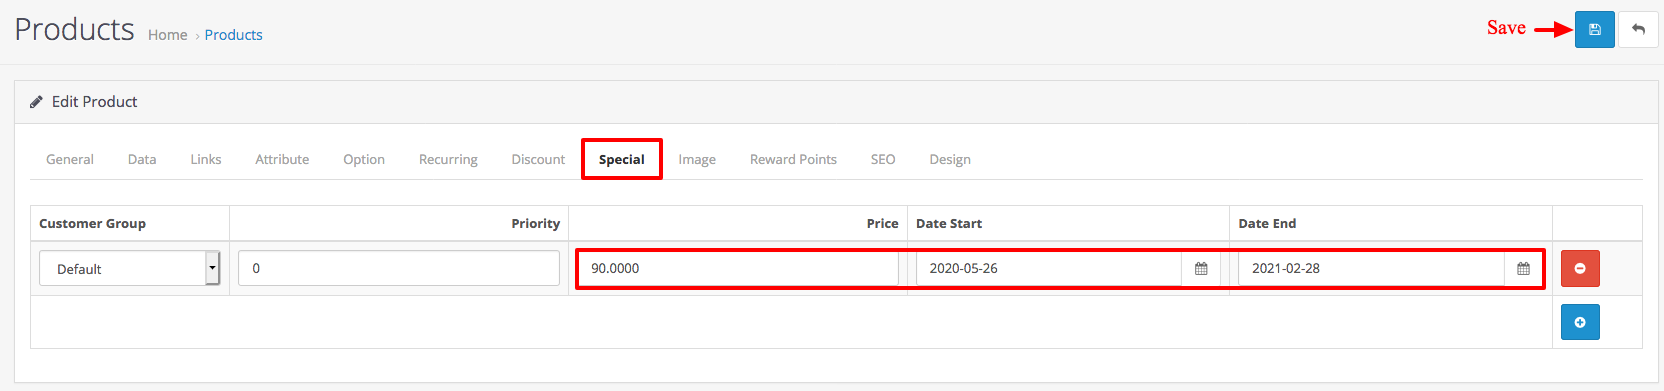 Products Home › Products
Save
Edit Product
General Data Links Attribute Option Recurring Discount Special Image Reward Points SEO Design
Customer Group Priority Price Date Start Date End
Default 0 90.0000 2020-05-26 2021-02-28